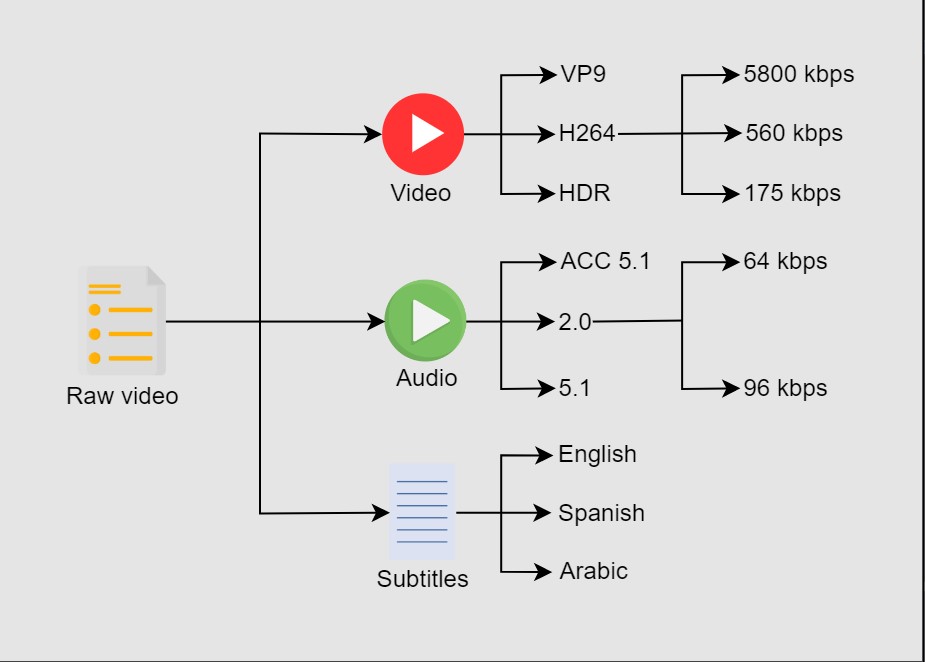 VP9
5800 kbps
H264
560 kbps
Video
HDR
175 kbps
ACC 5.1
64 kbps
2.0
Audio
5.1
96 kbps
Raw video
English
Spanish
Subtitles
Arabic